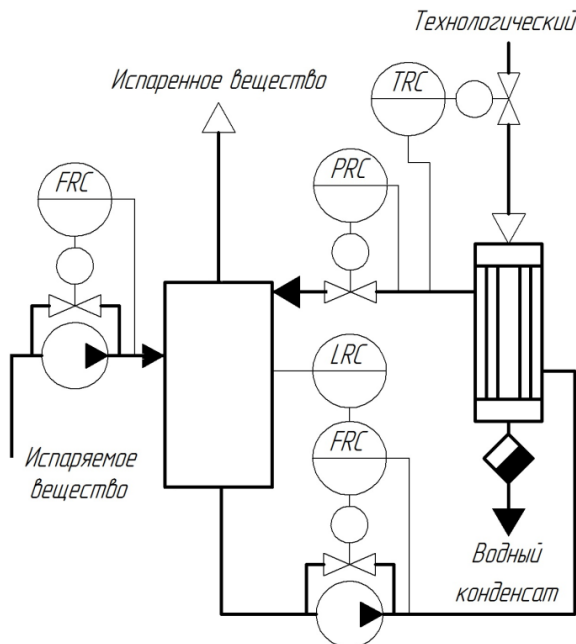 Технологический
Испаренное вещество
TRC
FRC
PRC
LRC
FRC
Испаряемое
вещество
Водный
конденсат